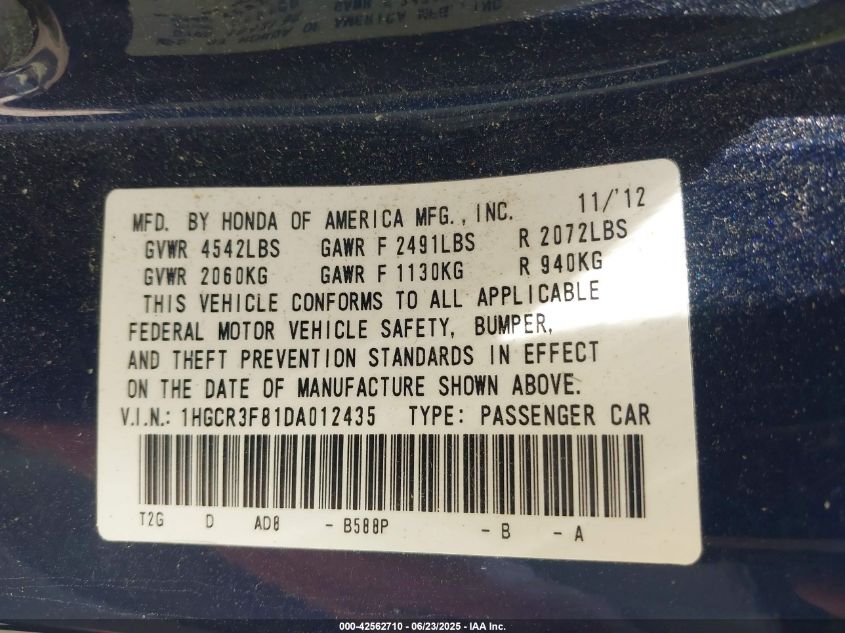 MFD. BY HONDA OF AMERICA MFG., INC. 11/'12
GVWR 4542LBS GAWR F 2491LBS R 2072LBS
GVWR 2060KG GAWR F 1130KG R 940KG
THIS VEHICLE CONFORMS TO ALL APPLICABLE
FEDERAL MOTOR VEHICLE SAFETY, BUMPER,
AND THEFT PREVENTION STANDARDS IN EFFECT
ON THE DATE OF MANUFACTURE SHOWN ABOVE.
V.I.N.: 1HGCR3F81DA012435 TYPE: PASSENGER CAR
T2G D AD8 - B588P - B - A
000-42562710 - 06/23/2025 - IAA Inc.